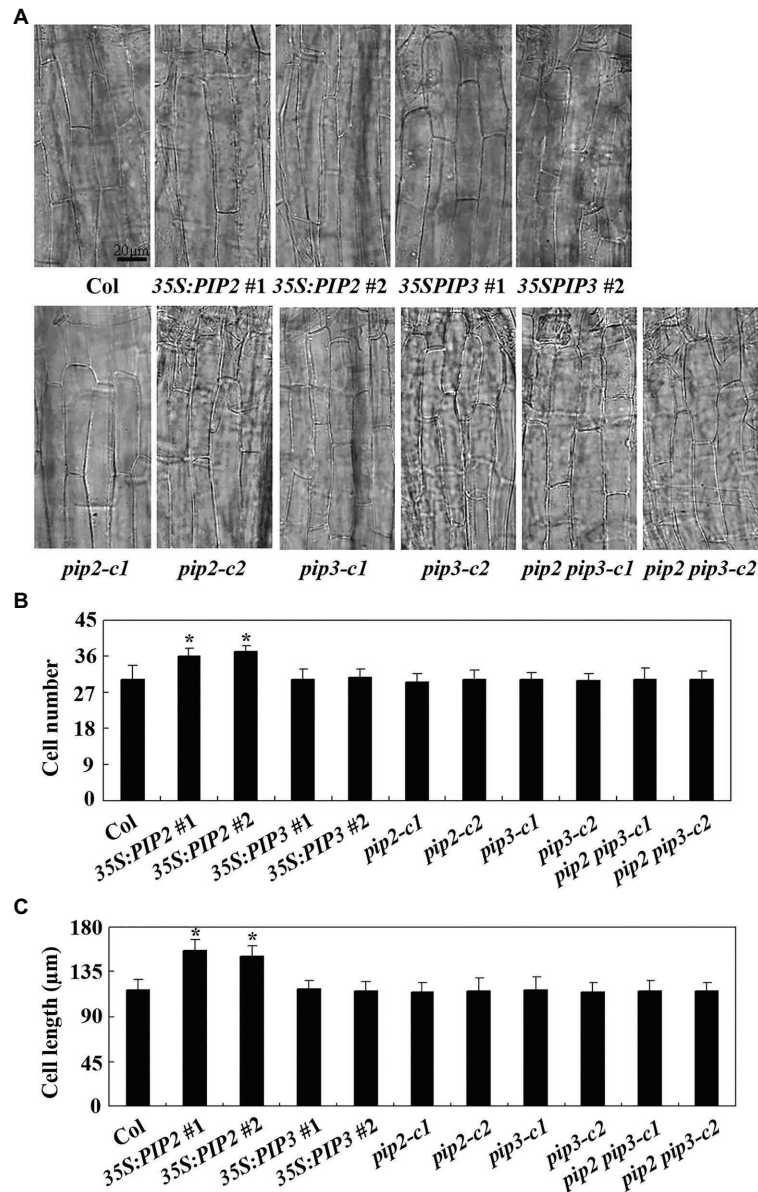 A
20μm
Col 35S:PIP2 #1 35S:PIP2 #2 35SPIP3 #1 35SPIP3 #2
pip2-c1 pip2-c2 pip3-c1 pip3-c2 pip2 pip3-c1 pip2 pip3-c2
B
Cell number
45
36
27
18
9
0
* *
Col 35S:PIP2 #1 35S:PIP2 #2 35S:PIP3 #1 35S:PIP3 #2 pip2-c1 pip2-c2 pip3-c1 pip3-c2 pip2 pip3-c1 pip2 pip3-c2
C
Cell length (μm)
180
135
90
45
0
* *
Col 35S:PIP2 #1 35S:PIP2 #2 35S:PIP3 #1 35S:PIP3 #2 pip2-c1 pip2-c2 pip3-c1 pip3-c2 pip2 pip3-c1 pip2 pip3-c2